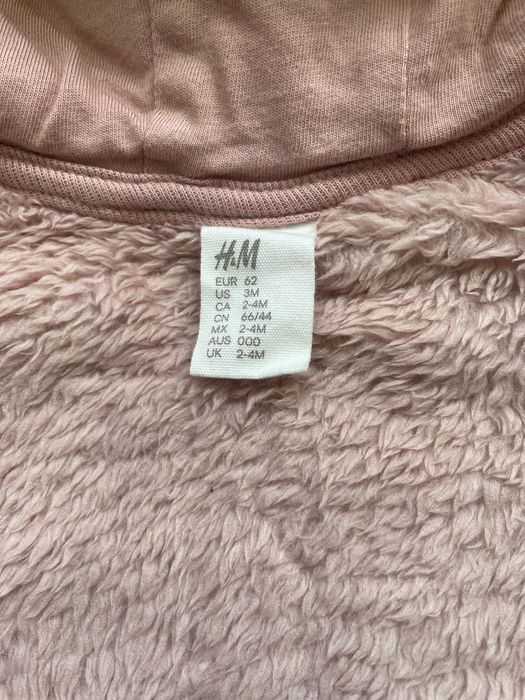 H&M
EUR 62
US 3M
CA 2-4M
CN 66/44
MX 2-4M
AUS 000
UK 2-4M